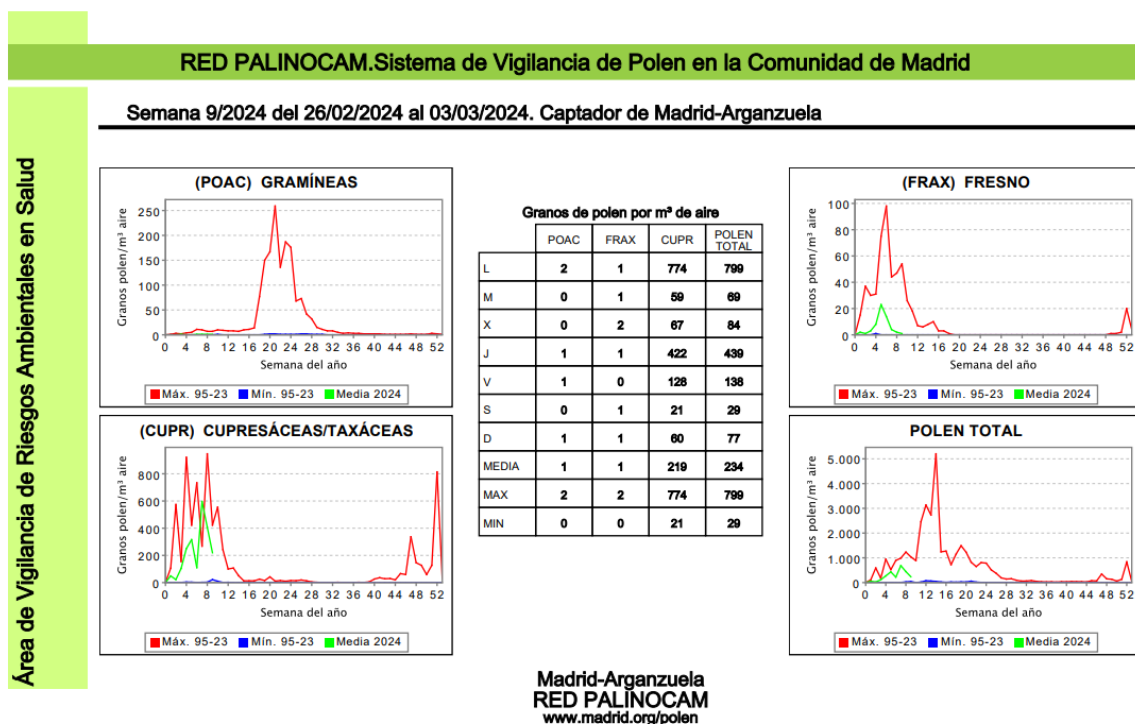 RED PALINOCAM.Sistema de Vigilancia de Polen en la Comunidad de Madrid
Área de Vigilancia de Riesgos Ambientales en Salud
Semana 9/2024 del 26/02/2024 al 03/03/2024. Captador de Madrid-Arganzuela
(POAC) GRAMÍNEAS
Granos polen/m³ aire
250
200
150
100
50
0
0 4 8 12 16 20 24 28 32 36 40 44 48 52
Semana del año
Máx. 95-23 Mín. 95-23 Media 2024
(CUPR) CUPRESÁCEAS/TAXÁCEAS
Granos polen/m³ aire
800
600
400
200
0
0 4 8 12 16 20 24 28 32 36 40 44 48 52
Semana del año
Máx. 95-23 Mín. 95-23 Media 2024
Granos de polen por m³ de aire
POAC FRAX CUPR POLEN TOTAL
L 2 1 774 799
M 0 1 59 69
X 0 2 67 84
J 1 1 422 439
V 1 0 128 138
S 0 1 21 29
D 1 1 60 77
MEDIA 1 1 219 234
MAX 2 2 774 799
MIN 0 0 21 29
(FRAX) FRESNO
Granos polen/m³ aire
100
80
60
40
20
0
0 4 8 12 16 20 24 28 32 36 40 44 48 52
Semana del año
Máx. 95-23 Mín. 95-23 Media 2024
POLEN TOTAL
Granos polen/m³ aire
5.000
4.000
3.000
2.000
1.000
0
0 4 8 12 16 20 24 28 32 36 40 44 48 52
Semana del año
Máx. 95-23 Mín. 95-23 Media 2024
Madrid-Arganzuela
RED PALINOCAM
www.madrid.org/polen